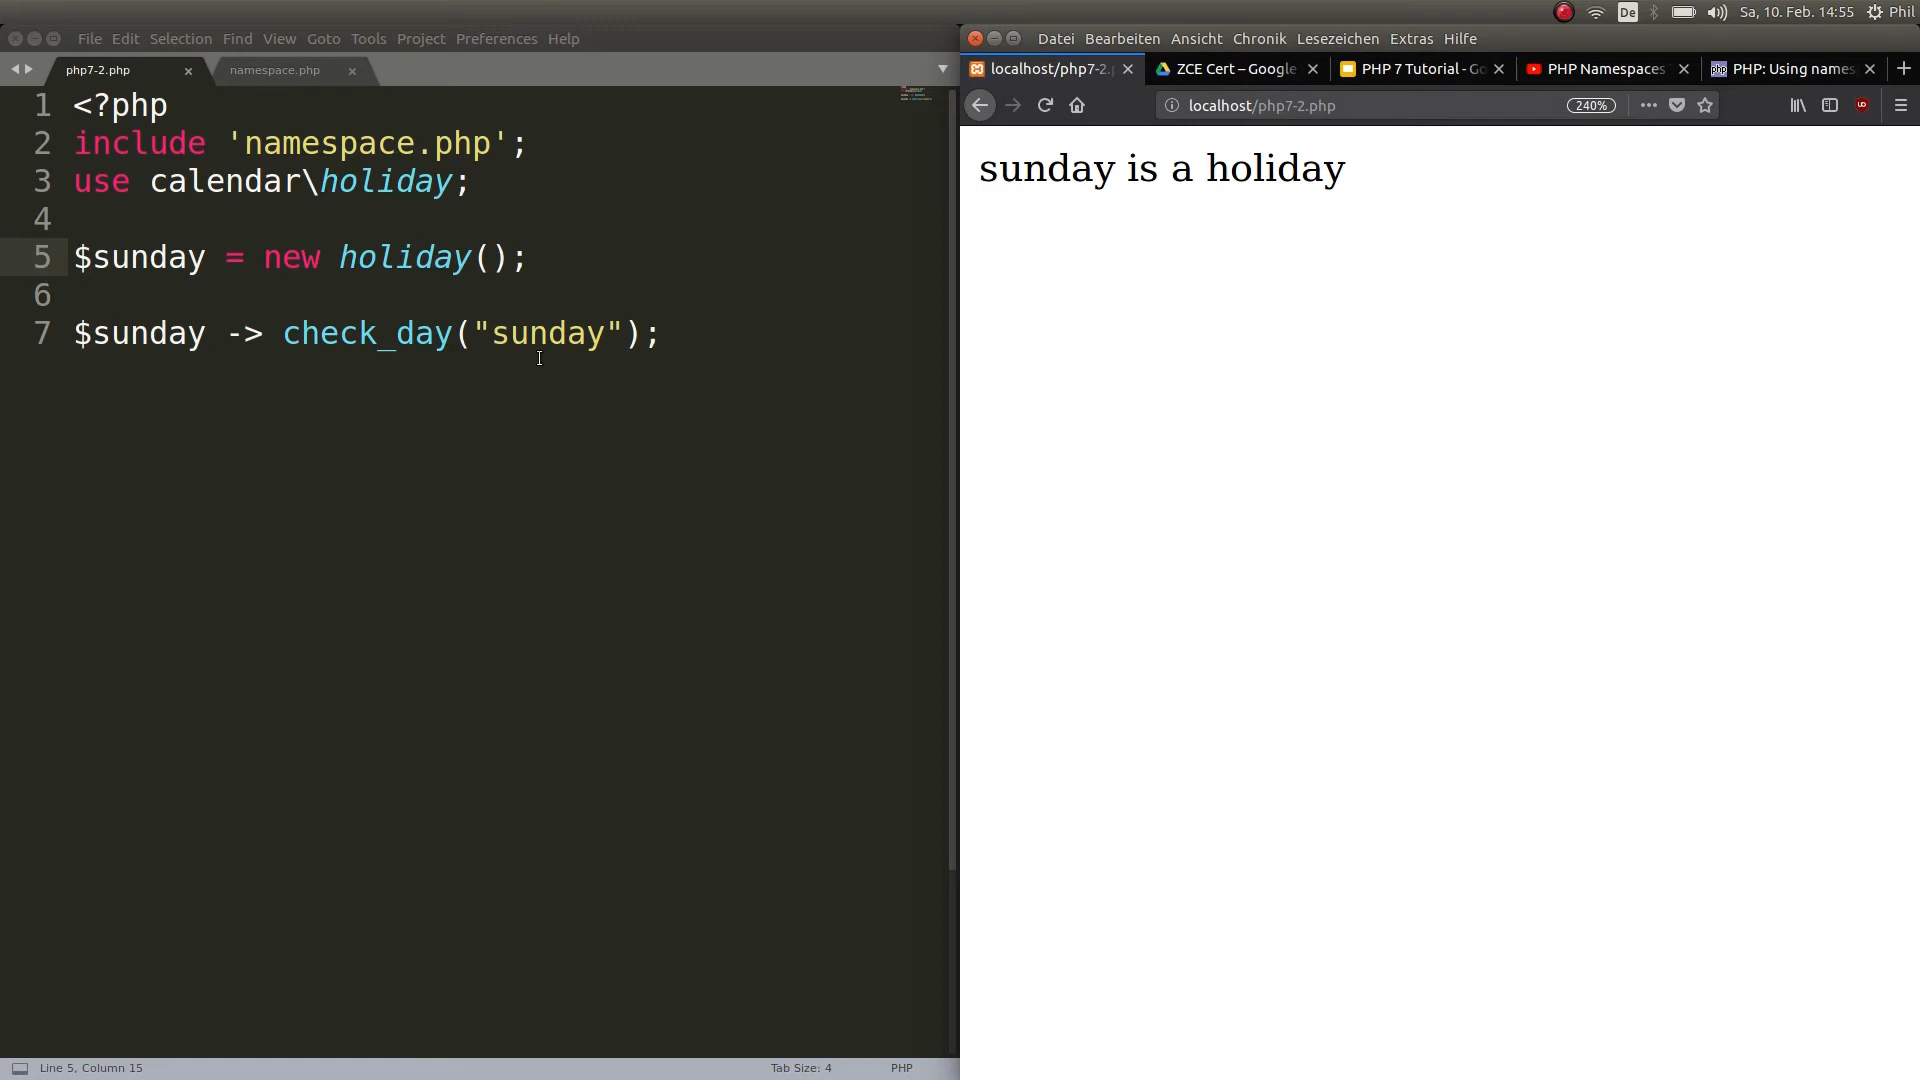 De
Sa, 10. Feb. 14:55
Phil
File Edit Selection Find View Goto Tools Project Preferences Help
php7-2.php
namespace.php
1 <?php
2 include 'namespace.php';
3 use calendar\holiday;
4
5 $sunday = new holiday();
6
7 $sunday -> check_day("sunday");
Line 5, Column 15
Tab Size: 4
PHP
Datei Bearbeiten Ansicht Chronik Lesezeichen Extras Hilfe
localhost/php7-2.
ZCE Cert – Google
PHP 7 Tutorial - Go
PHP Namespaces
php PHP: Using names
localhost/php7-2.php
240%
sunday is a holiday